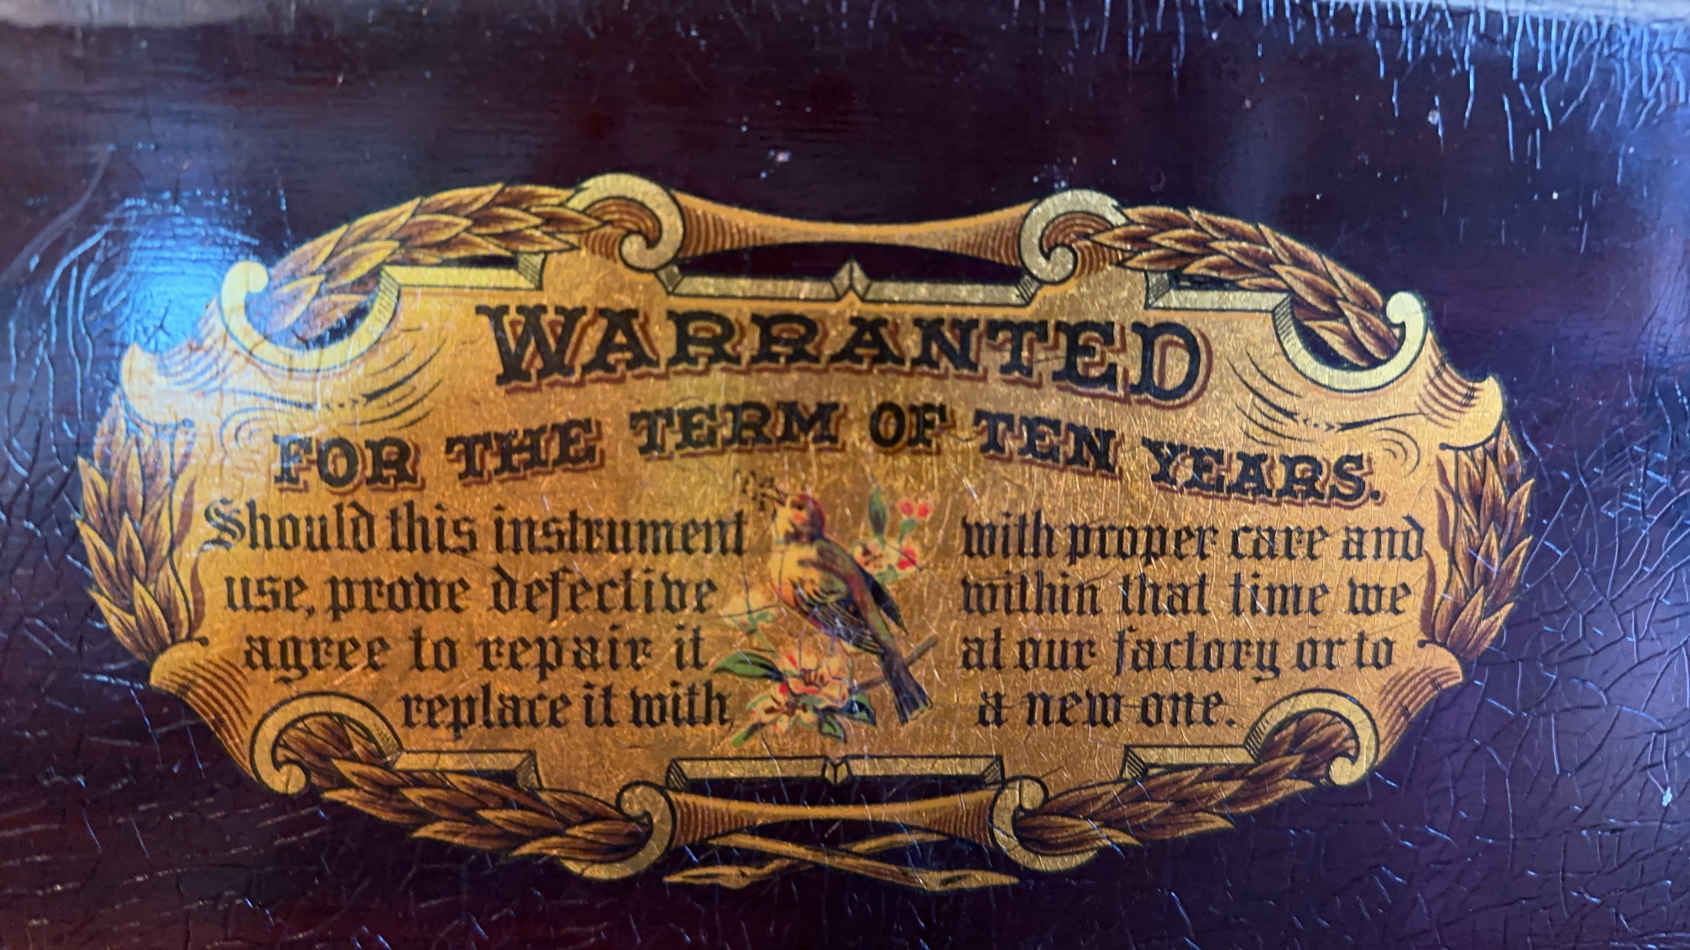 WARRANTED
FOR THE TERM OF TEN YEARS.
Should this instrument with proper care and
use, prove defective within that time we
agree to repair it at our factory or to
replace it with a new one.